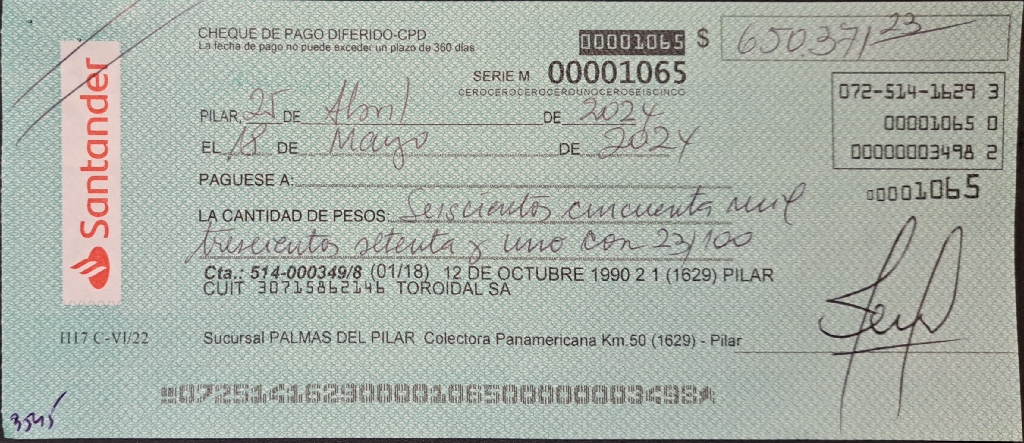 CHEQUE DE PAGO DIFERIDO-CPD
La fecha de pago no puede exceder un plazo de 360 días
00001065 $ 650371/23
SERIE M 00001065
CEROCEROCEROCEROUNOCEROSEISCINCO
072-514-1629 3
00001065 0
00000003498 2
00001065
Santander
PILAR, 25 DE Abril DE 2024
EL 18 DE Mayo DE 2024
PAGUESE A:
LA CANTIDAD DE PESOS: Seiscientos cincuenta mil
trescientos setenta y uno con 23/100
Cta.: 514-000349/8 (01/18) 12 DE OCTUBRE 1990 2 1 (1629) PILAR
CUIT 30715862146 TOROIDAL SA
H17 C-VI/22
Sucursal PALMAS DEL PILAR Colectora Panamericana Km.50 (1629) - Pilar
07251416290000106500000003498
3545